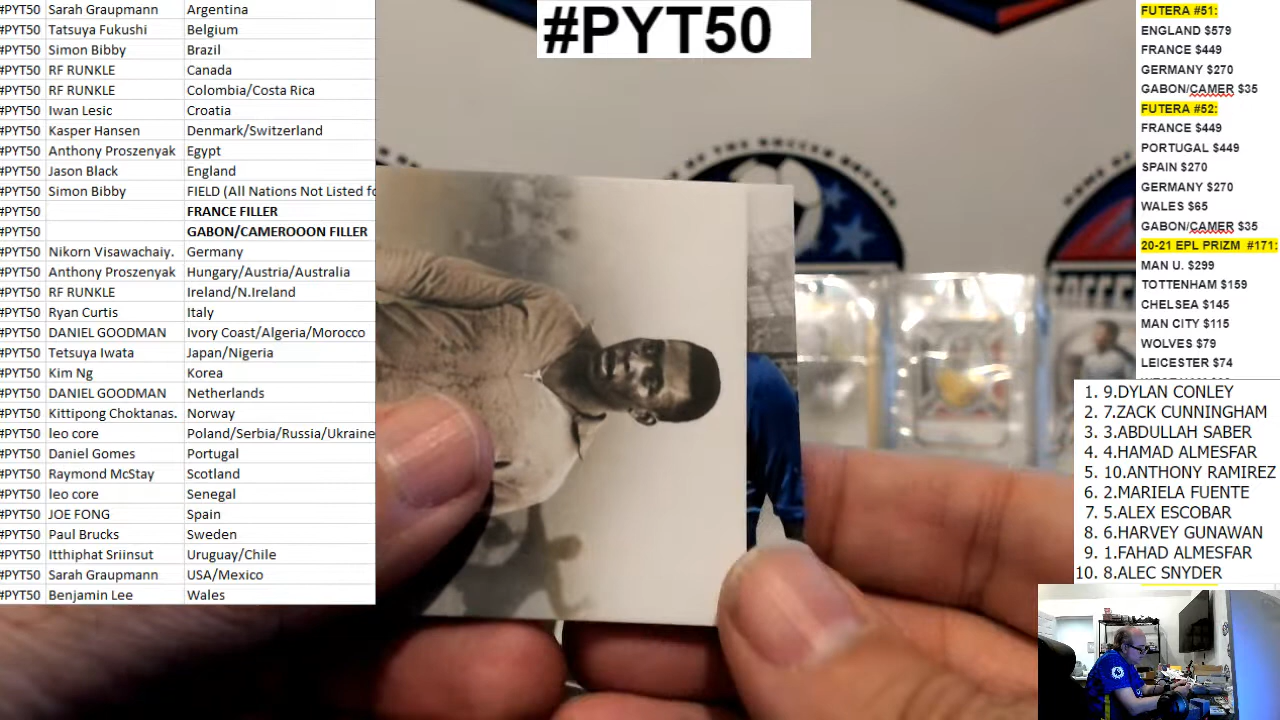 #PYT50 Sarah Graupmann Argentina
#PYT50 Tatsuya Fukushi Belgium
#PYT50 Simon Bibby Brazil
#PYT50 RF RUNKLE Canada
#PYT50 RF RUNKLE Colombia/Costa Rica
#PYT50 Iwan Lesic Croatia
#PYT50 Kasper Hansen Denmark/Switzerland
#PYT50 Anthony Proszenyak Egypt
#PYT50 Jason Black England
#PYT50 Simon Bibby FIELD (All Nations Not Listed fo
#PYT50 FRANCE FILLER
#PYT50 GABON/CAMEROOON FILLER
#PYT50 Nikorn Visawachaiy. Germany
#PYT50 Anthony Proszenyak Hungary/Austria/Australia
#PYT50 RF RUNKLE Ireland/N.Ireland
#PYT50 Ryan Curtis Italy
#PYT50 DANIEL GOODMAN Ivory Coast/Algeria/Morocco
#PYT50 Tetsuya Iwata Japan/Nigeria
#PYT50 Kim Ng Korea
#PYT50 DANIEL GOODMAN Netherlands
#PYT50 Kittipong Choktanas. Norway
#PYT50 leo core Poland/Serbia/Russia/Ukraine
#PYT50 Daniel Gomes Portugal
#PYT50 Raymond McStay Scotland
#PYT50 leo core Senegal
#PYT50 JOE FONG Spain
#PYT50 Paul Brucks Sweden
#PYT50 Itthiphat Sriinsut Uruguay/Chile
#PYT50 Sarah Graupmann USA/Mexico
#PYT50 Benjamin Lee Wales
#PYT50
FUTERA #51:
ENGLAND $579
FRANCE $449
GERMANY $270
GABON/CAMER $35
FUTERA #52:
FRANCE $449
PORTUGAL $449
SPAIN $270
GERMANY $270
WALES $65
GABON/CAMER $35
20-21 EPL PRIZM #171:
MAN U. $299
TOTTENHAM $159
CHELSEA $145
MAN CITY $115
WOLVES $79
LEICESTER $74
1. 9.DYLAN CONLEY
2. 7.ZACK CUNNINGHAM
3. 3.ABDULLAH SABER
4. 4.HAMAD ALMESFAR
5. 10.ANTHONY RAMIREZ
6. 2.MARIELA FUENTE
7. 5.ALEX ESCOBAR
8. 6.HARVEY GUNAWAN
9. 1.FAHAD ALMESFAR
10. 8.ALEC SNYDER